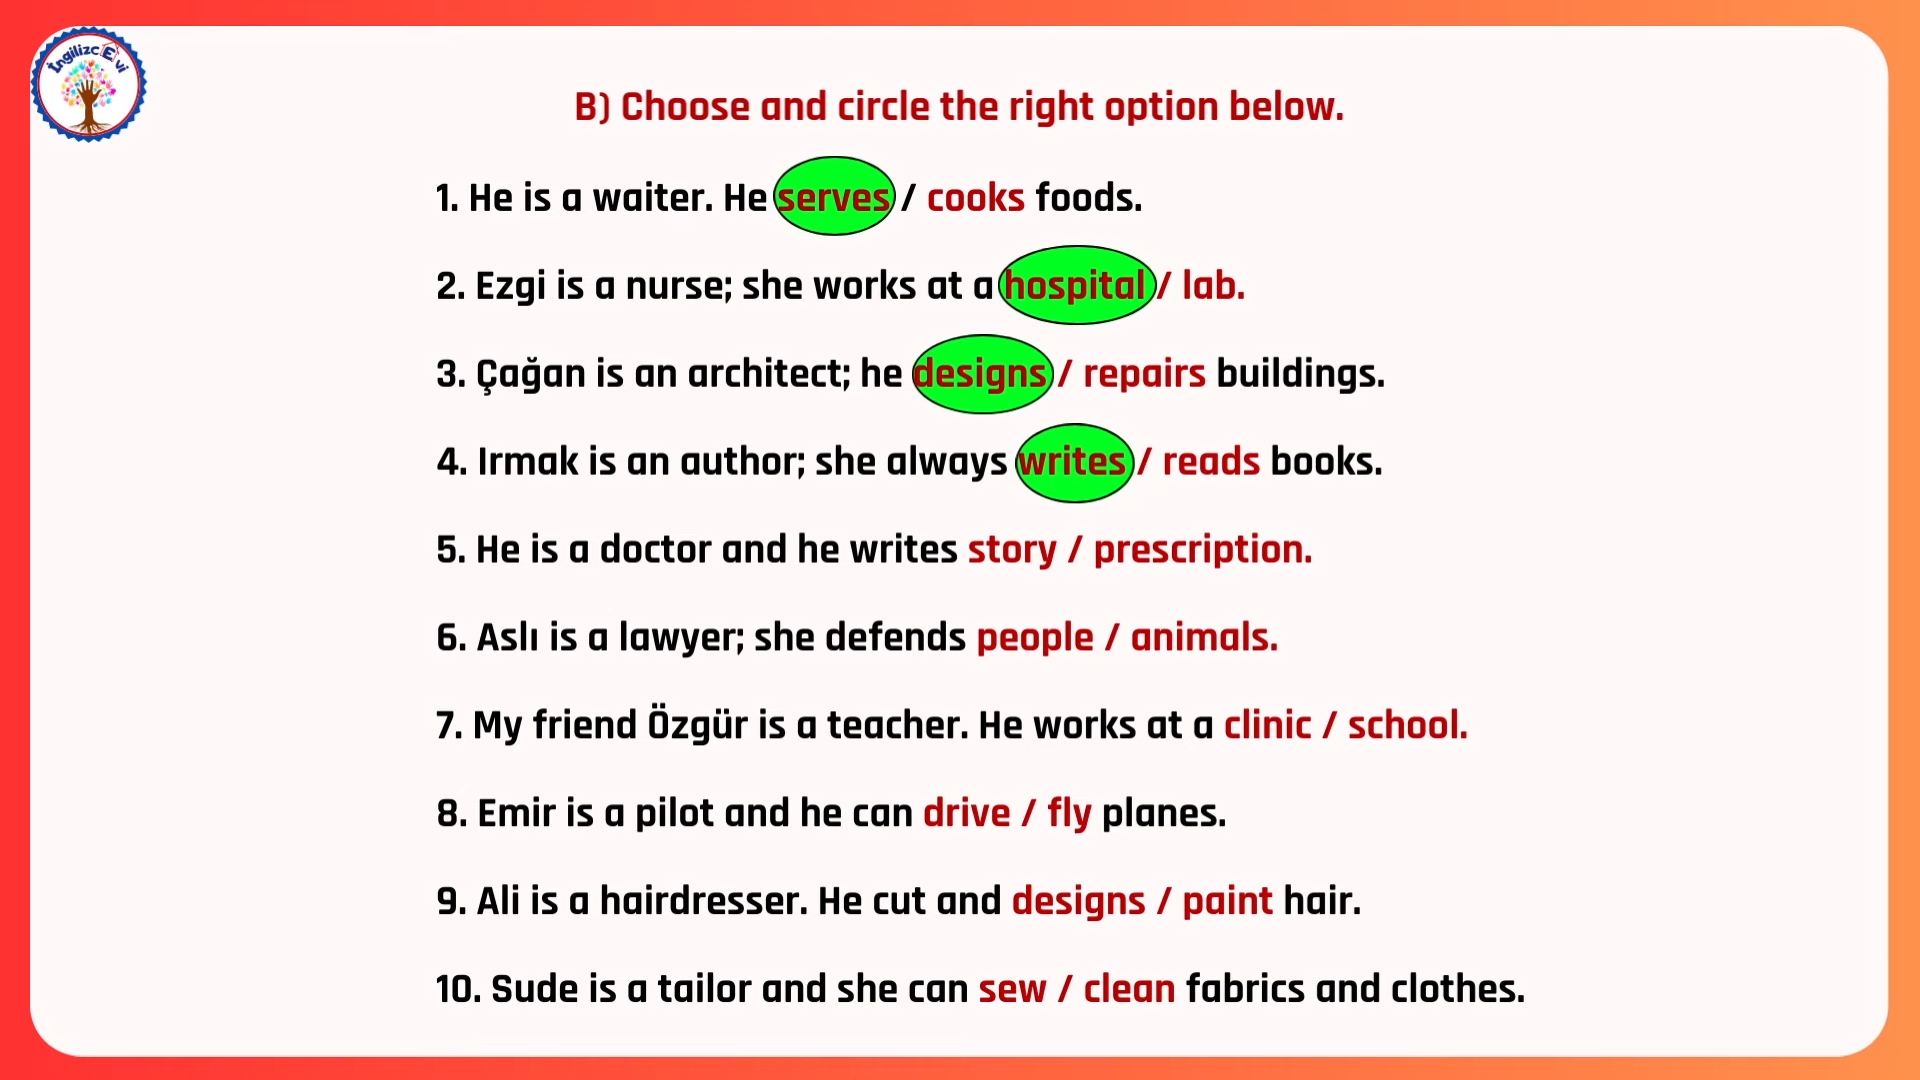 İngilizcEvi
B) Choose and circle the right option below.
1. He is a waiter. He serves / cooks foods.
2. Ezgi is a nurse; she works at a hospital / lab.
3. Çağan is an architect; he designs / repairs buildings.
4. Irmak is an author; she always writes / reads books.
5. He is a doctor and he writes story / prescription.
6. Aslı is a lawyer; she defends people / animals.
7. My friend Özgür is a teacher. He works at a clinic / school.
8. Emir is a pilot and he can drive / fly planes.
9. Ali is a hairdresser. He cut and designs / paint hair.
10. Sude is a tailor and she can sew / clean fabrics and clothes.